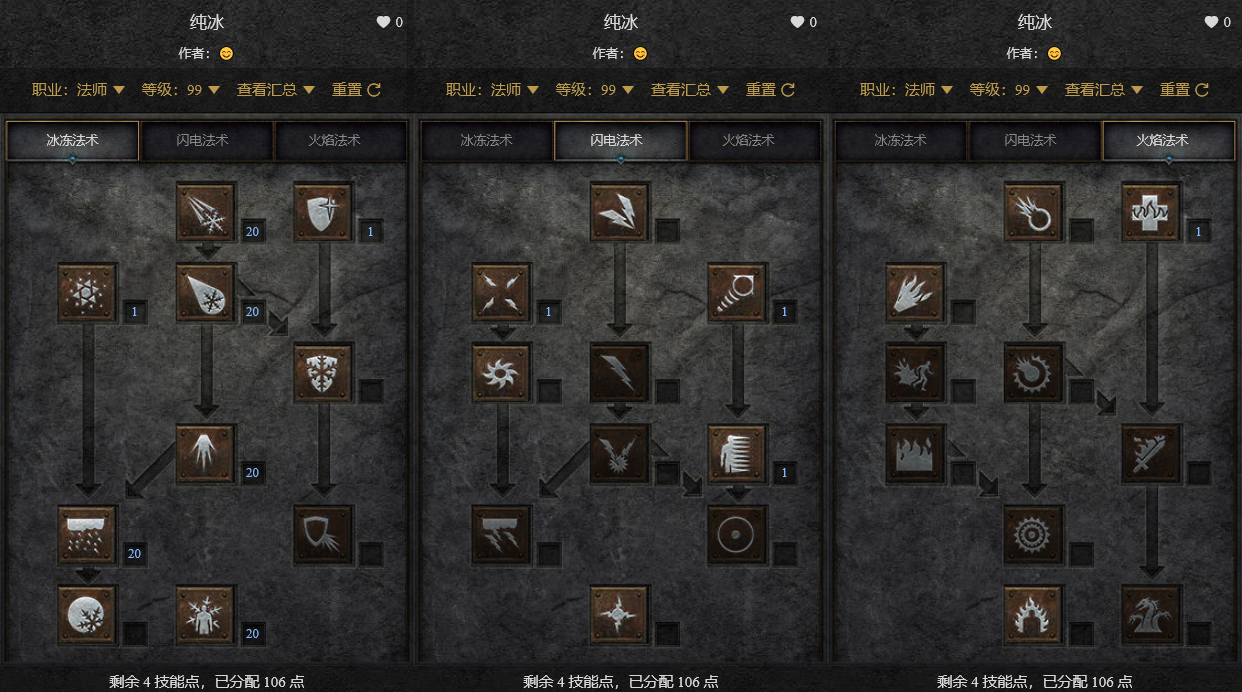 纯冰
0
作者：😊
职业：法师 等级：99 查看汇总 重置
冰冻法术 闪电法术 火焰法术
20 1
1 20
20
20
20
剩余 4 技能点，已分配 106 点
纯冰
0
作者：😊
职业：法师 等级：99 查看汇总 重置
冰冻法术 闪电法术 火焰法术
1 1
1
剩余 4 技能点，已分配 106 点
纯冰
0
作者：😊
职业：法师 等级：99 查看汇总 重置
冰冻法术 闪电法术 火焰法术
1
剩余 4 技能点，已分配 106 点